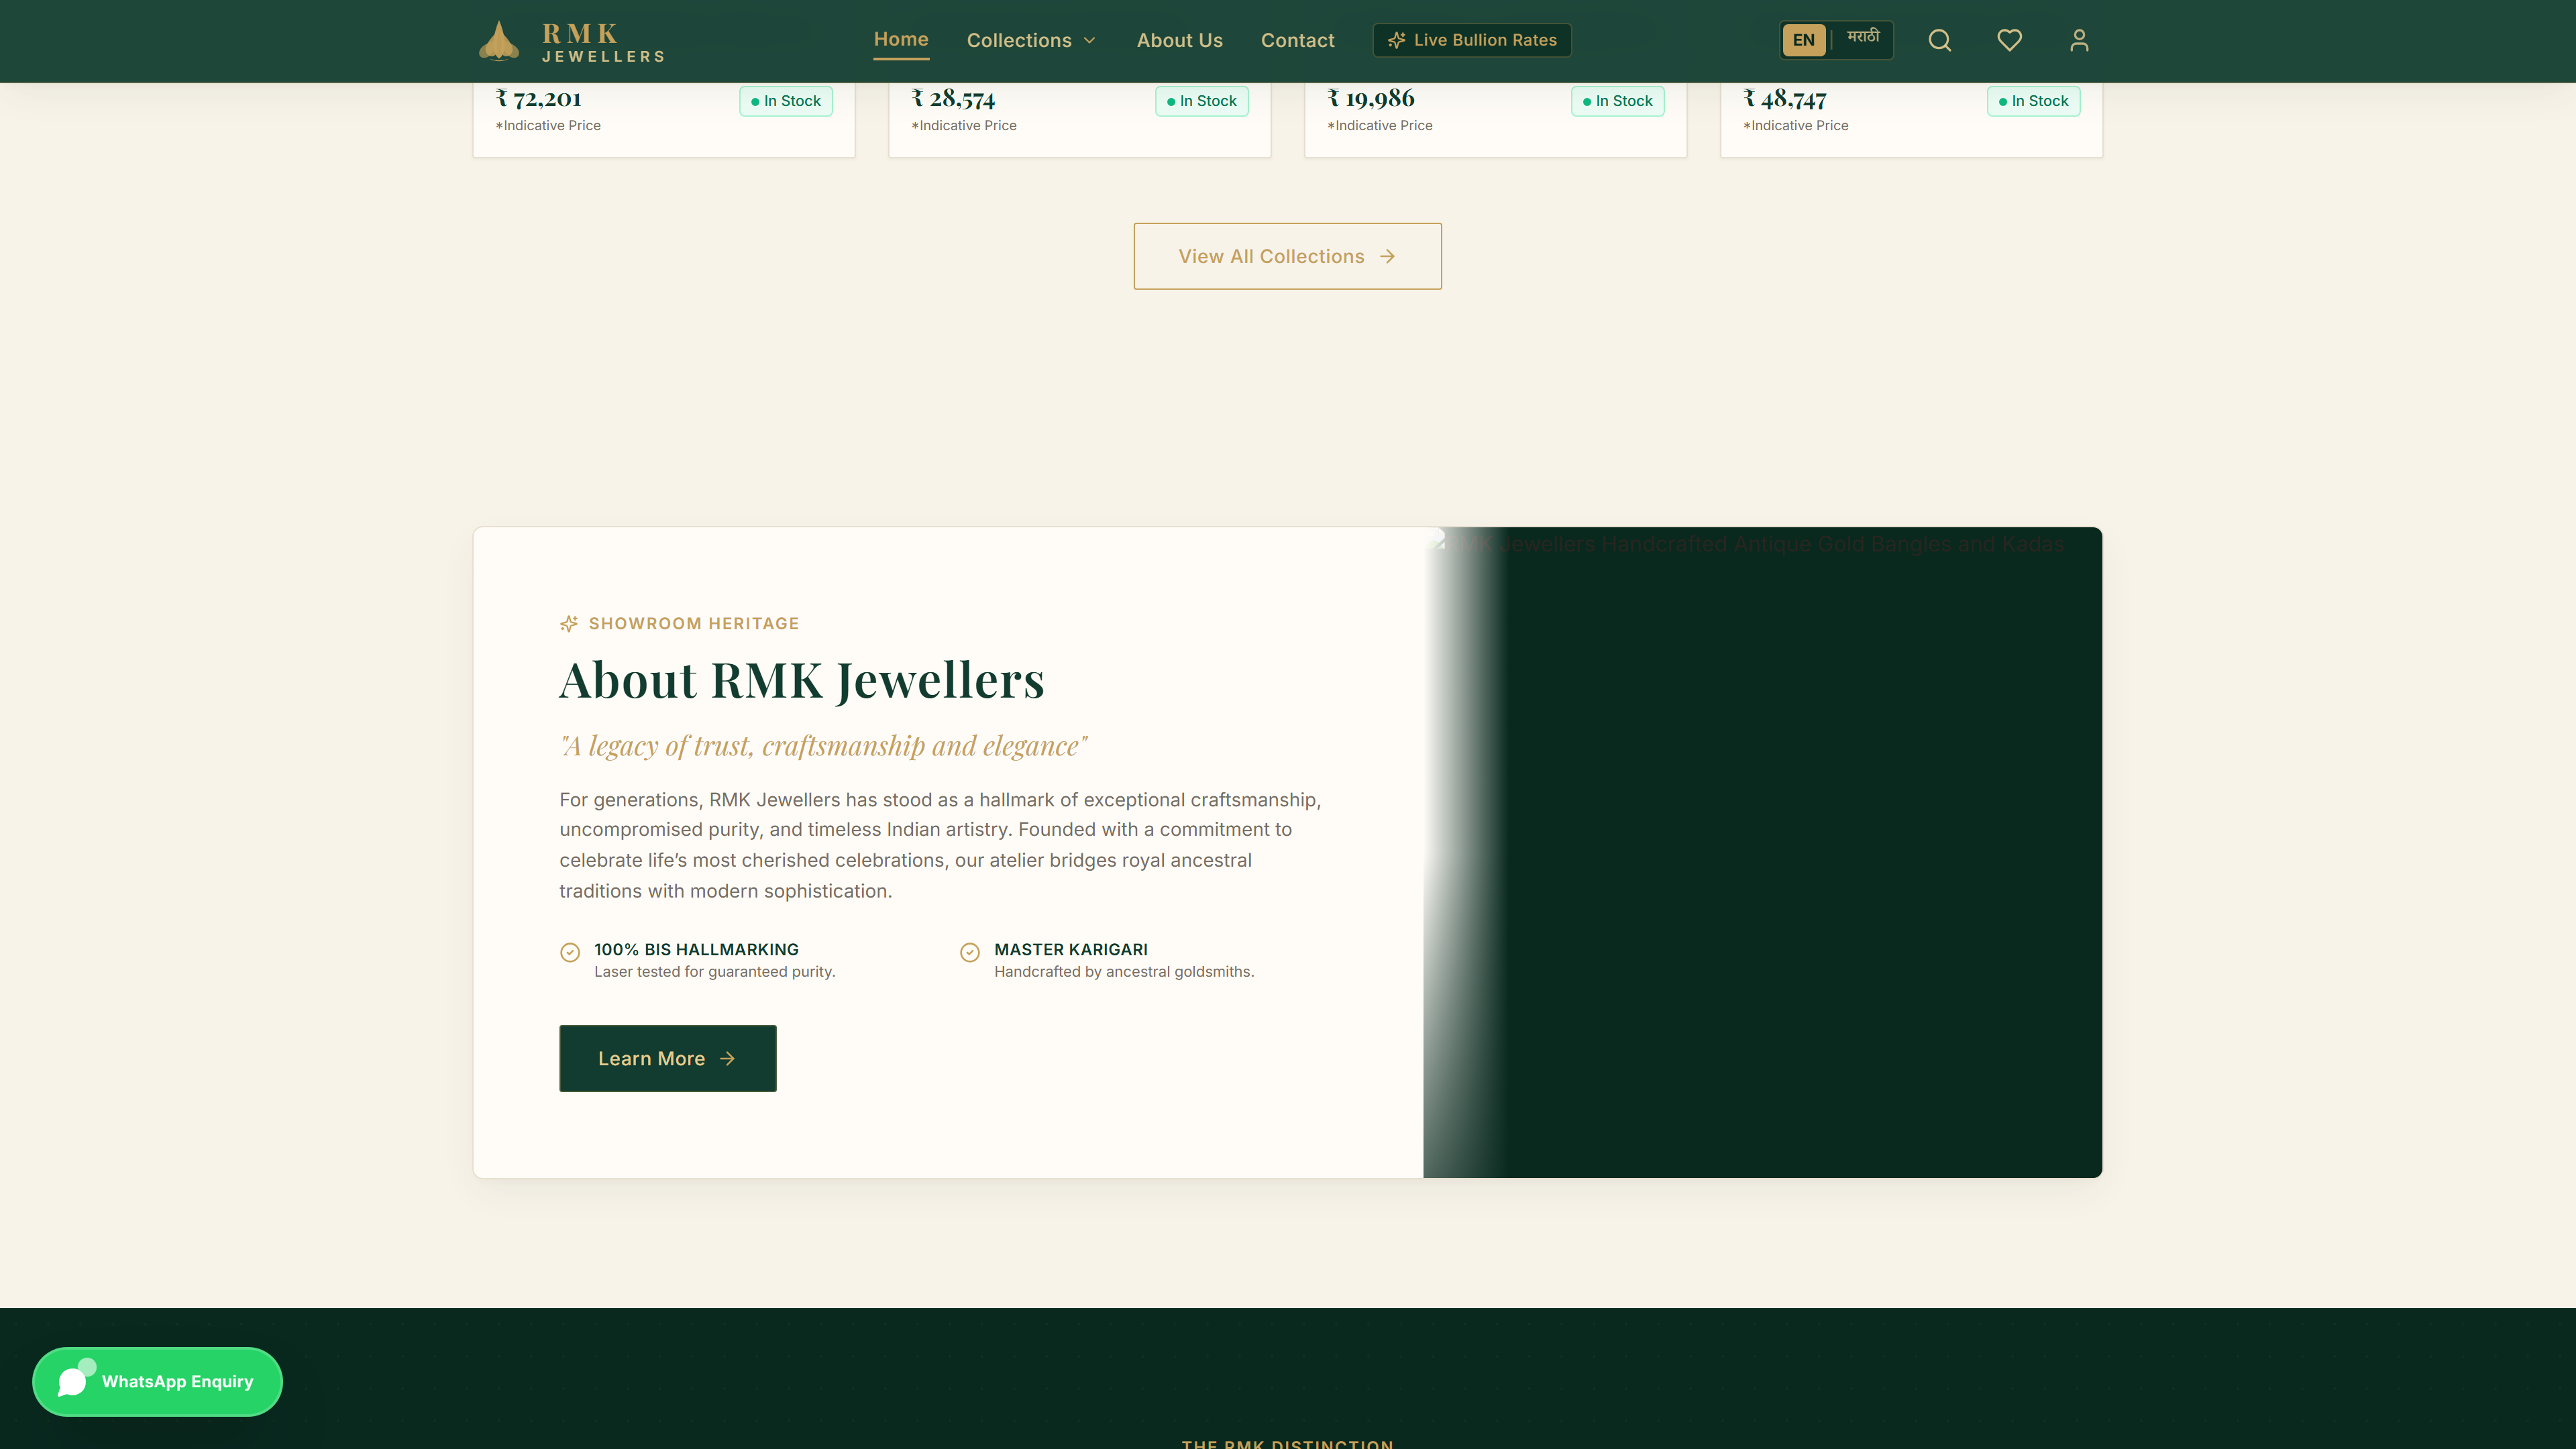 RMK
JEWELLERS
Home
Collections
About Us
Contact
Live Bullion Rates
EN
मराठी
₹ 72,201
In Stock
*Indicative Price
₹ 28,574
In Stock
*Indicative Price
₹ 19,986
In Stock
*Indicative Price
₹ 48,747
In Stock
*Indicative Price
View All Collections
MK Jewellers Handcrafted Antique Gold Bangles and Kadas
SHOWROOM HERITAGE
About RMK Jewellers
"A legacy of trust, craftsmanship and elegance"
For generations, RMK Jewellers has stood as a hallmark of exceptional craftsmanship,
uncompromised purity, and timeless Indian artistry. Founded with a commitment to
celebrate life’s most cherished celebrations, our atelier bridges royal ancestral
traditions with modern sophistication.
100% BIS HALLMARKING
Laser tested for guaranteed purity.
MASTER KARIGARI
Handcrafted by ancestral goldsmiths.
Learn More
WhatsApp Enquiry
THE RMK DISTINCTION